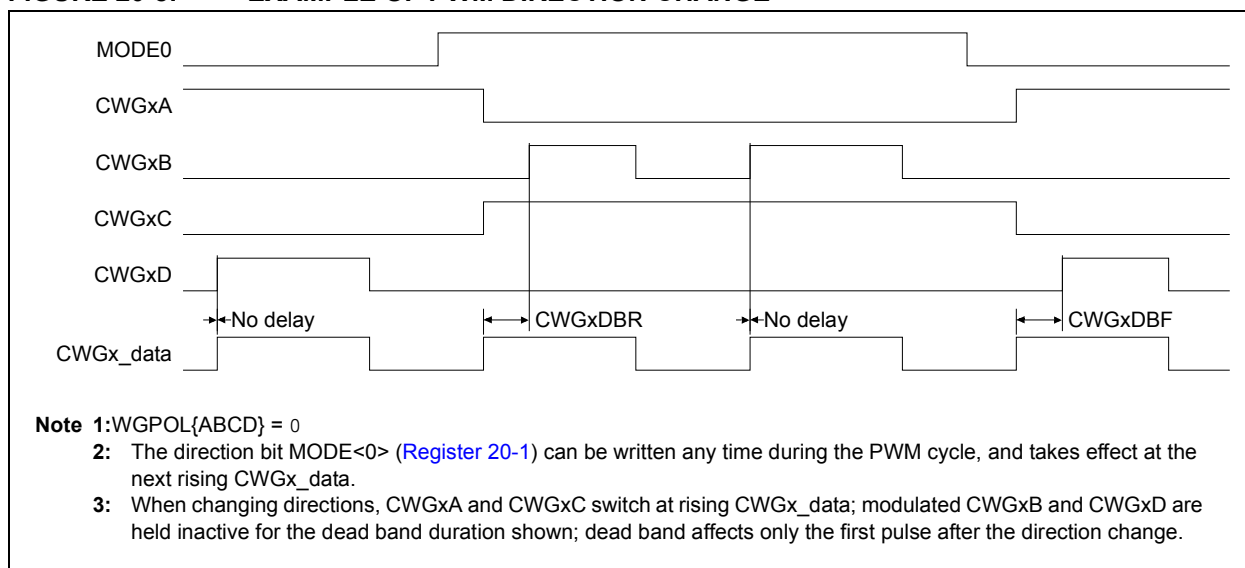 MODE0
CWGxA
CWGxB
CWGxC
CWGxD
No delay
CWGxDBR
No delay
CWGxDBF
CWGx_data
Note 1:WGPOL{ABCD} = 0
2: The direction bit MODE<0> (Register 20-1) can be written any time during the PWM cycle, and takes effect at the
next rising CWGx_data.
3: When changing directions, CWGxA and CWGxC switch at rising CWGx_data; modulated CWGxB and CWGxD are
held inactive for the dead band duration shown; dead band affects only the first pulse after the direction change.